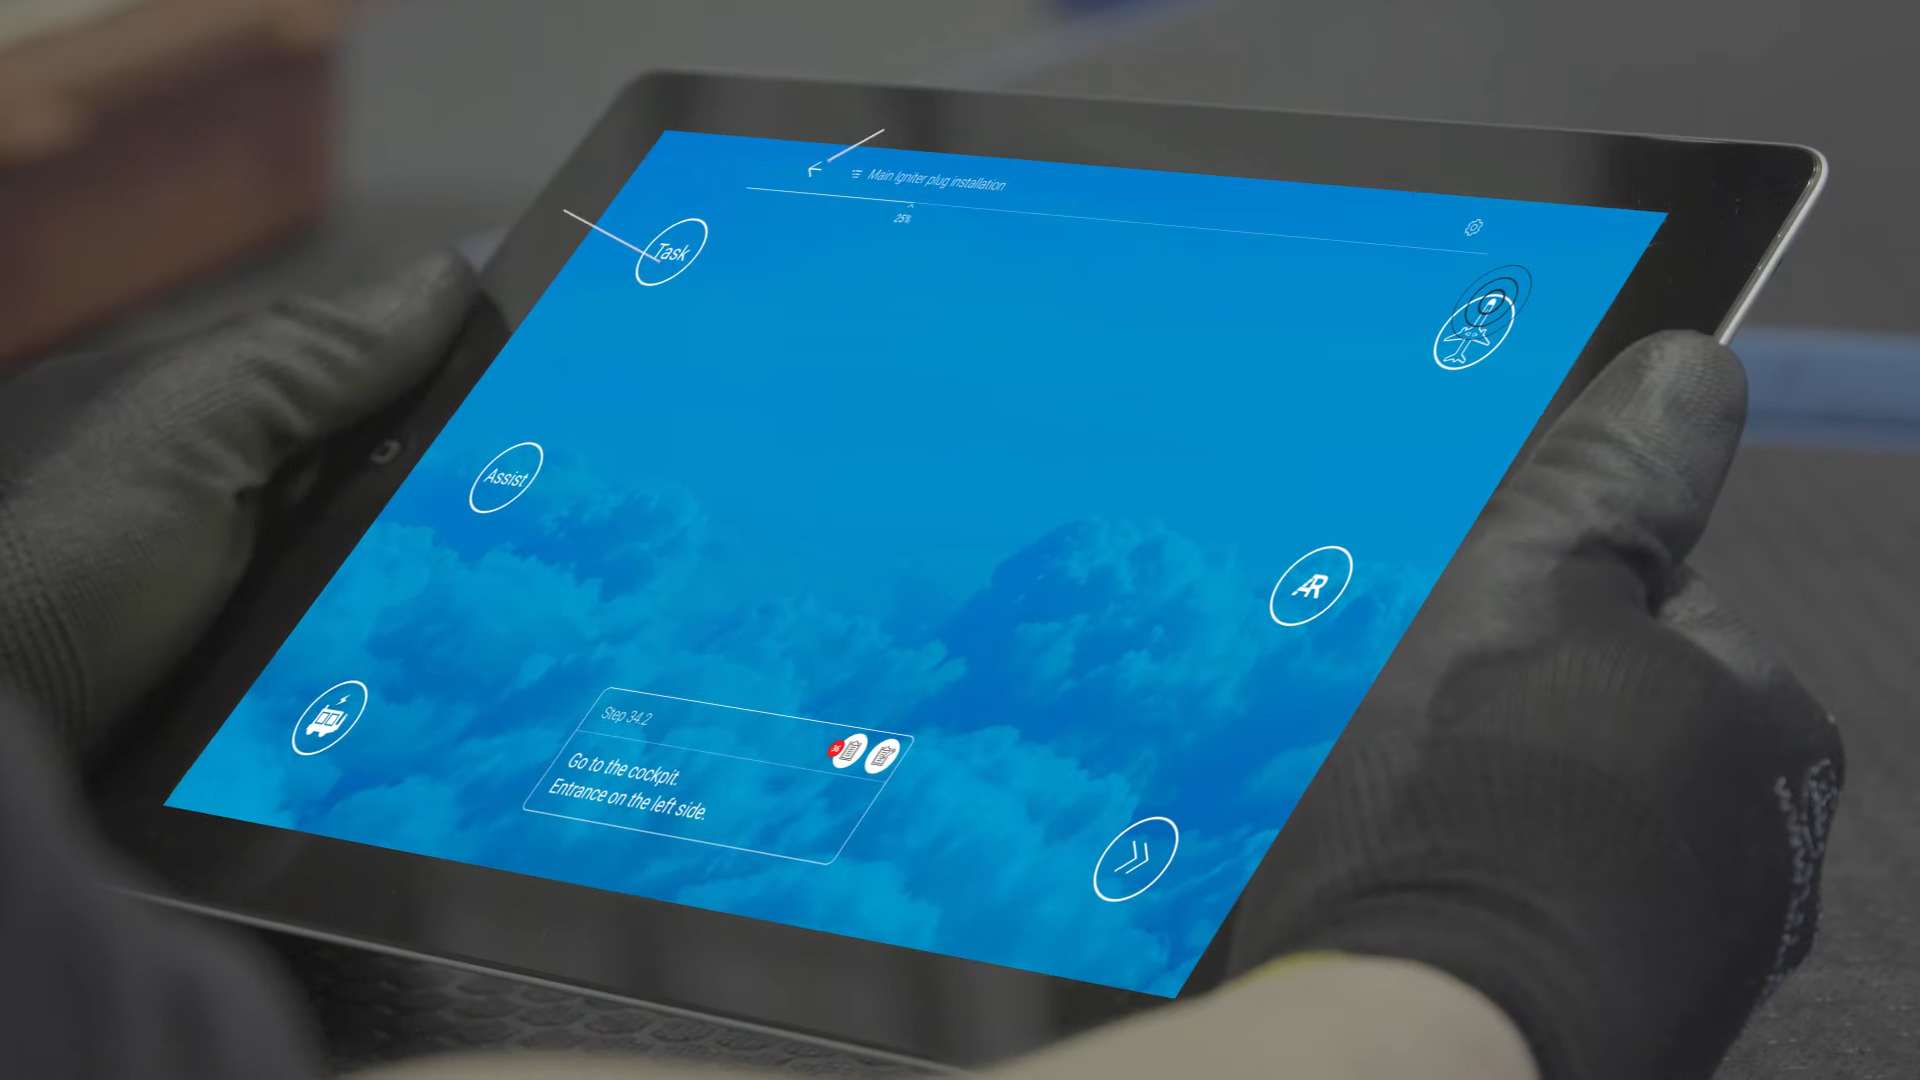 Main Igniter plug installation
25%
Task
Assist
AR
Step 34.2
36
Go to the cockpit.
Entrance on the left side.